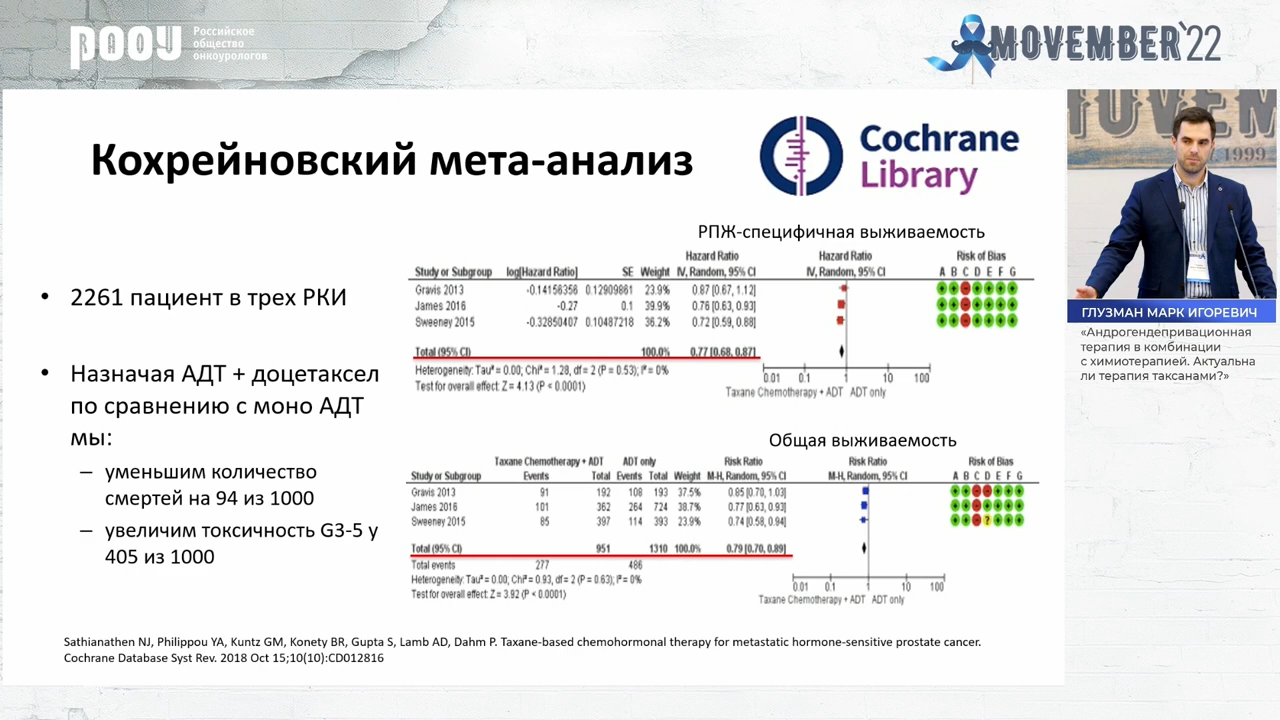 РООУ
Российское
общество
онкоурологов
MOVEMBER'22
Кохрейновский мета-анализ
Cochrane
Library
• 2261 пациент в трех РКИ
• Назначая АДТ + доцетаксел
по сравнению с моно АДТ
мы:
– уменьшим количество
смертей на 94 из 1000
– увеличим токсичность G3-5 у
405 из 1000
РПЖ-специфичная выживаемость
Hazard Ratio Hazard Ratio Risk of Bias
Study or Subgroup log[Hazard Ratio] SE Weight IV, Random, 95% CI IV, Random, 95% CI A B C D E F G
Gravis 2013 -0.14156356 0.12909861 23.9% 0.87 [0.67, 1.12]
James 2016 -0.27 0.1 39.9% 0.76 [0.63, 0.93]
Sweeney 2015 -0.32850407 0.10487218 36.2% 0.72 [0.59, 0.88]
Total (95% CI) 100.0% 0.77 [0.68, 0.87]
Heterogeneity: Tau² = 0.00; Chi² = 1.28, df = 2 (P = 0.53); I² = 0%
Test for overall effect: Z = 4.13 (P < 0.0001)
0.01 0.1 1 10 100
Taxane Chemotherapy + ADT ADT only
Общая выживаемость
Taxane Chemotherapy + ADT ADT only Risk Ratio Risk Ratio Risk of Bias
Study or Subgroup Events Total Events Total Weight M-H, Random, 95% CI M-H, Random, 95% CI A B C D E F G
Gravis 2013 91 192 108 193 37.5% 0.85 [0.70, 1.03]
James 2016 101 362 264 724 38.7% 0.77 [0.63, 0.93]
Sweeney 2015 85 397 114 393 23.9% 0.74 [0.58, 0.94]
Total (95% CI) 951 1310 100.0% 0.79 [0.70, 0.89]
Total events 277 486
Heterogeneity: Tau² = 0.00; Chi² = 0.93, df = 2 (P = 0.63); I² = 0%
Test for overall effect: Z = 3.92 (P < 0.0001)
0.01 0.1 1 10 100
Taxane Chemotherapy + ADT ADT only
Sathianathen NJ, Philippou YA, Kuntz GM, Konety BR, Gupta S, Lamb AD, Dahm P. Taxane-based chemohormonal therapy for metastatic hormone-sensitive prostate cancer.
Cochrane Database Syst Rev. 2018 Oct 15;10(10):CD012816
1999
ГЛУЗМАН МАРК ИГОРЕВИЧ
«Андрогендепривационная
терапия в комбинации
с химиотерапией. Актуальна
ли терапия таксанами?»